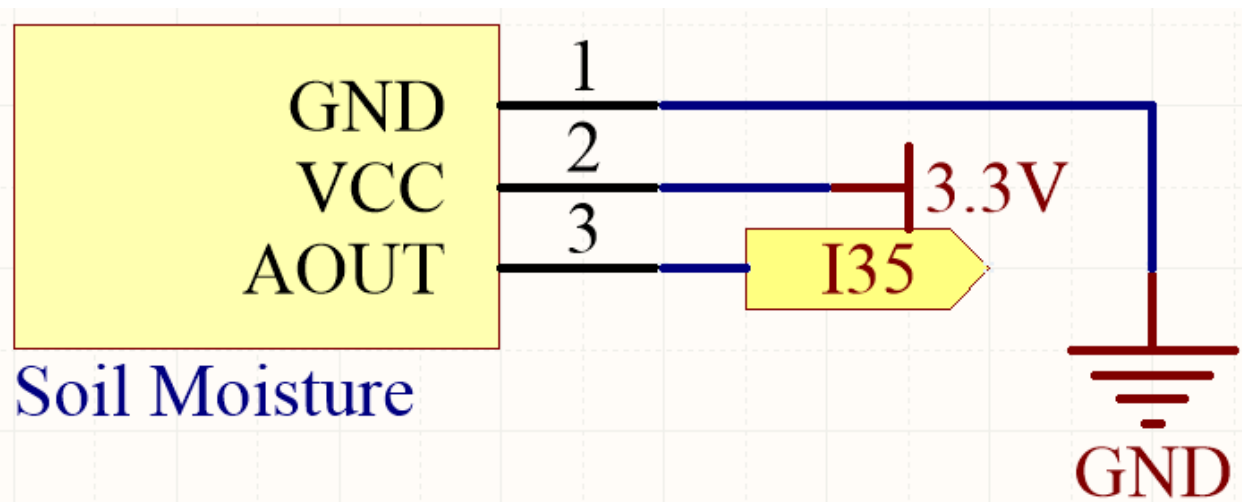 GND 1
VCC 2 3.3V
AOUT 3 I35
Soil Moisture
GND